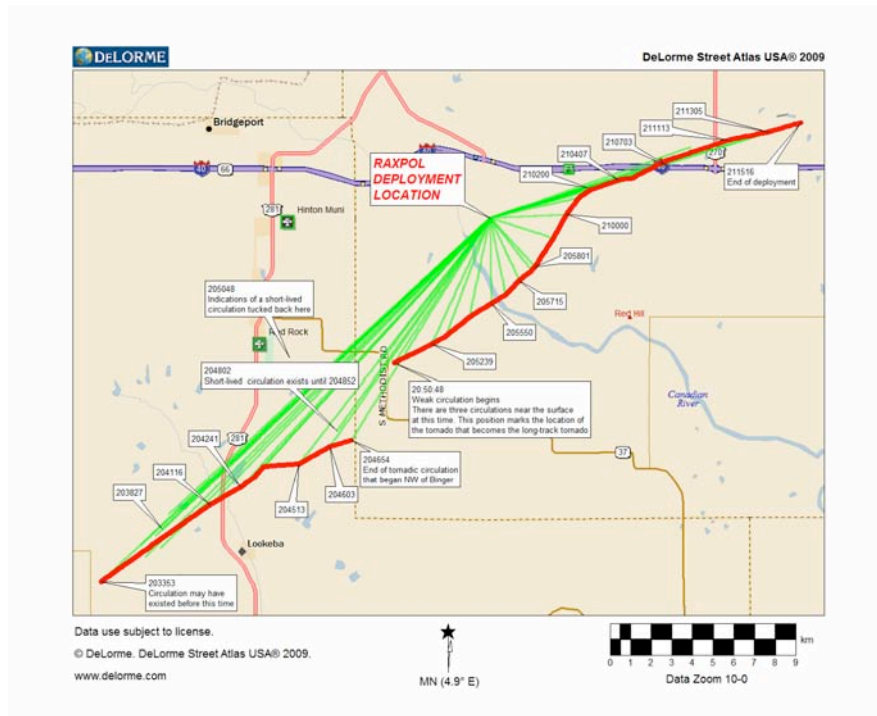 DELORME
DeLorme Street Atlas USA® 2009
Bridgeport
40
66
40
211305
211113
210703
270
40
RAXPOL
DEPLOYMENT
LOCATION
210407
210200
211516
End of deployment
281
Hinton Muni
210000
205801
205048
Indications of a short-lived
circulation tucked back here
205715
Red Hill
Red Rock
205550
204802
Short-lived circulation exists until 204852
S METHODIST RD
205239
20:50:48
Weak circulation begins
There are three circulations near the surface
at this time. This position marks the location of
the tornado that becomes the long-track tornado
Canadian
River
204241
281
37
204116
204654
End of tornadic circulation
that began NW of Binger
203827
204603
204513
Lookeba
203353
Circulation may have
existed before this time
Data use subject to license.
© DeLorme. DeLorme Street Atlas USA® 2009.
www.delorme.com
MN (4.9° E)
km
0 1 2 3 4 5 6 7 8 9
Data Zoom 10-0